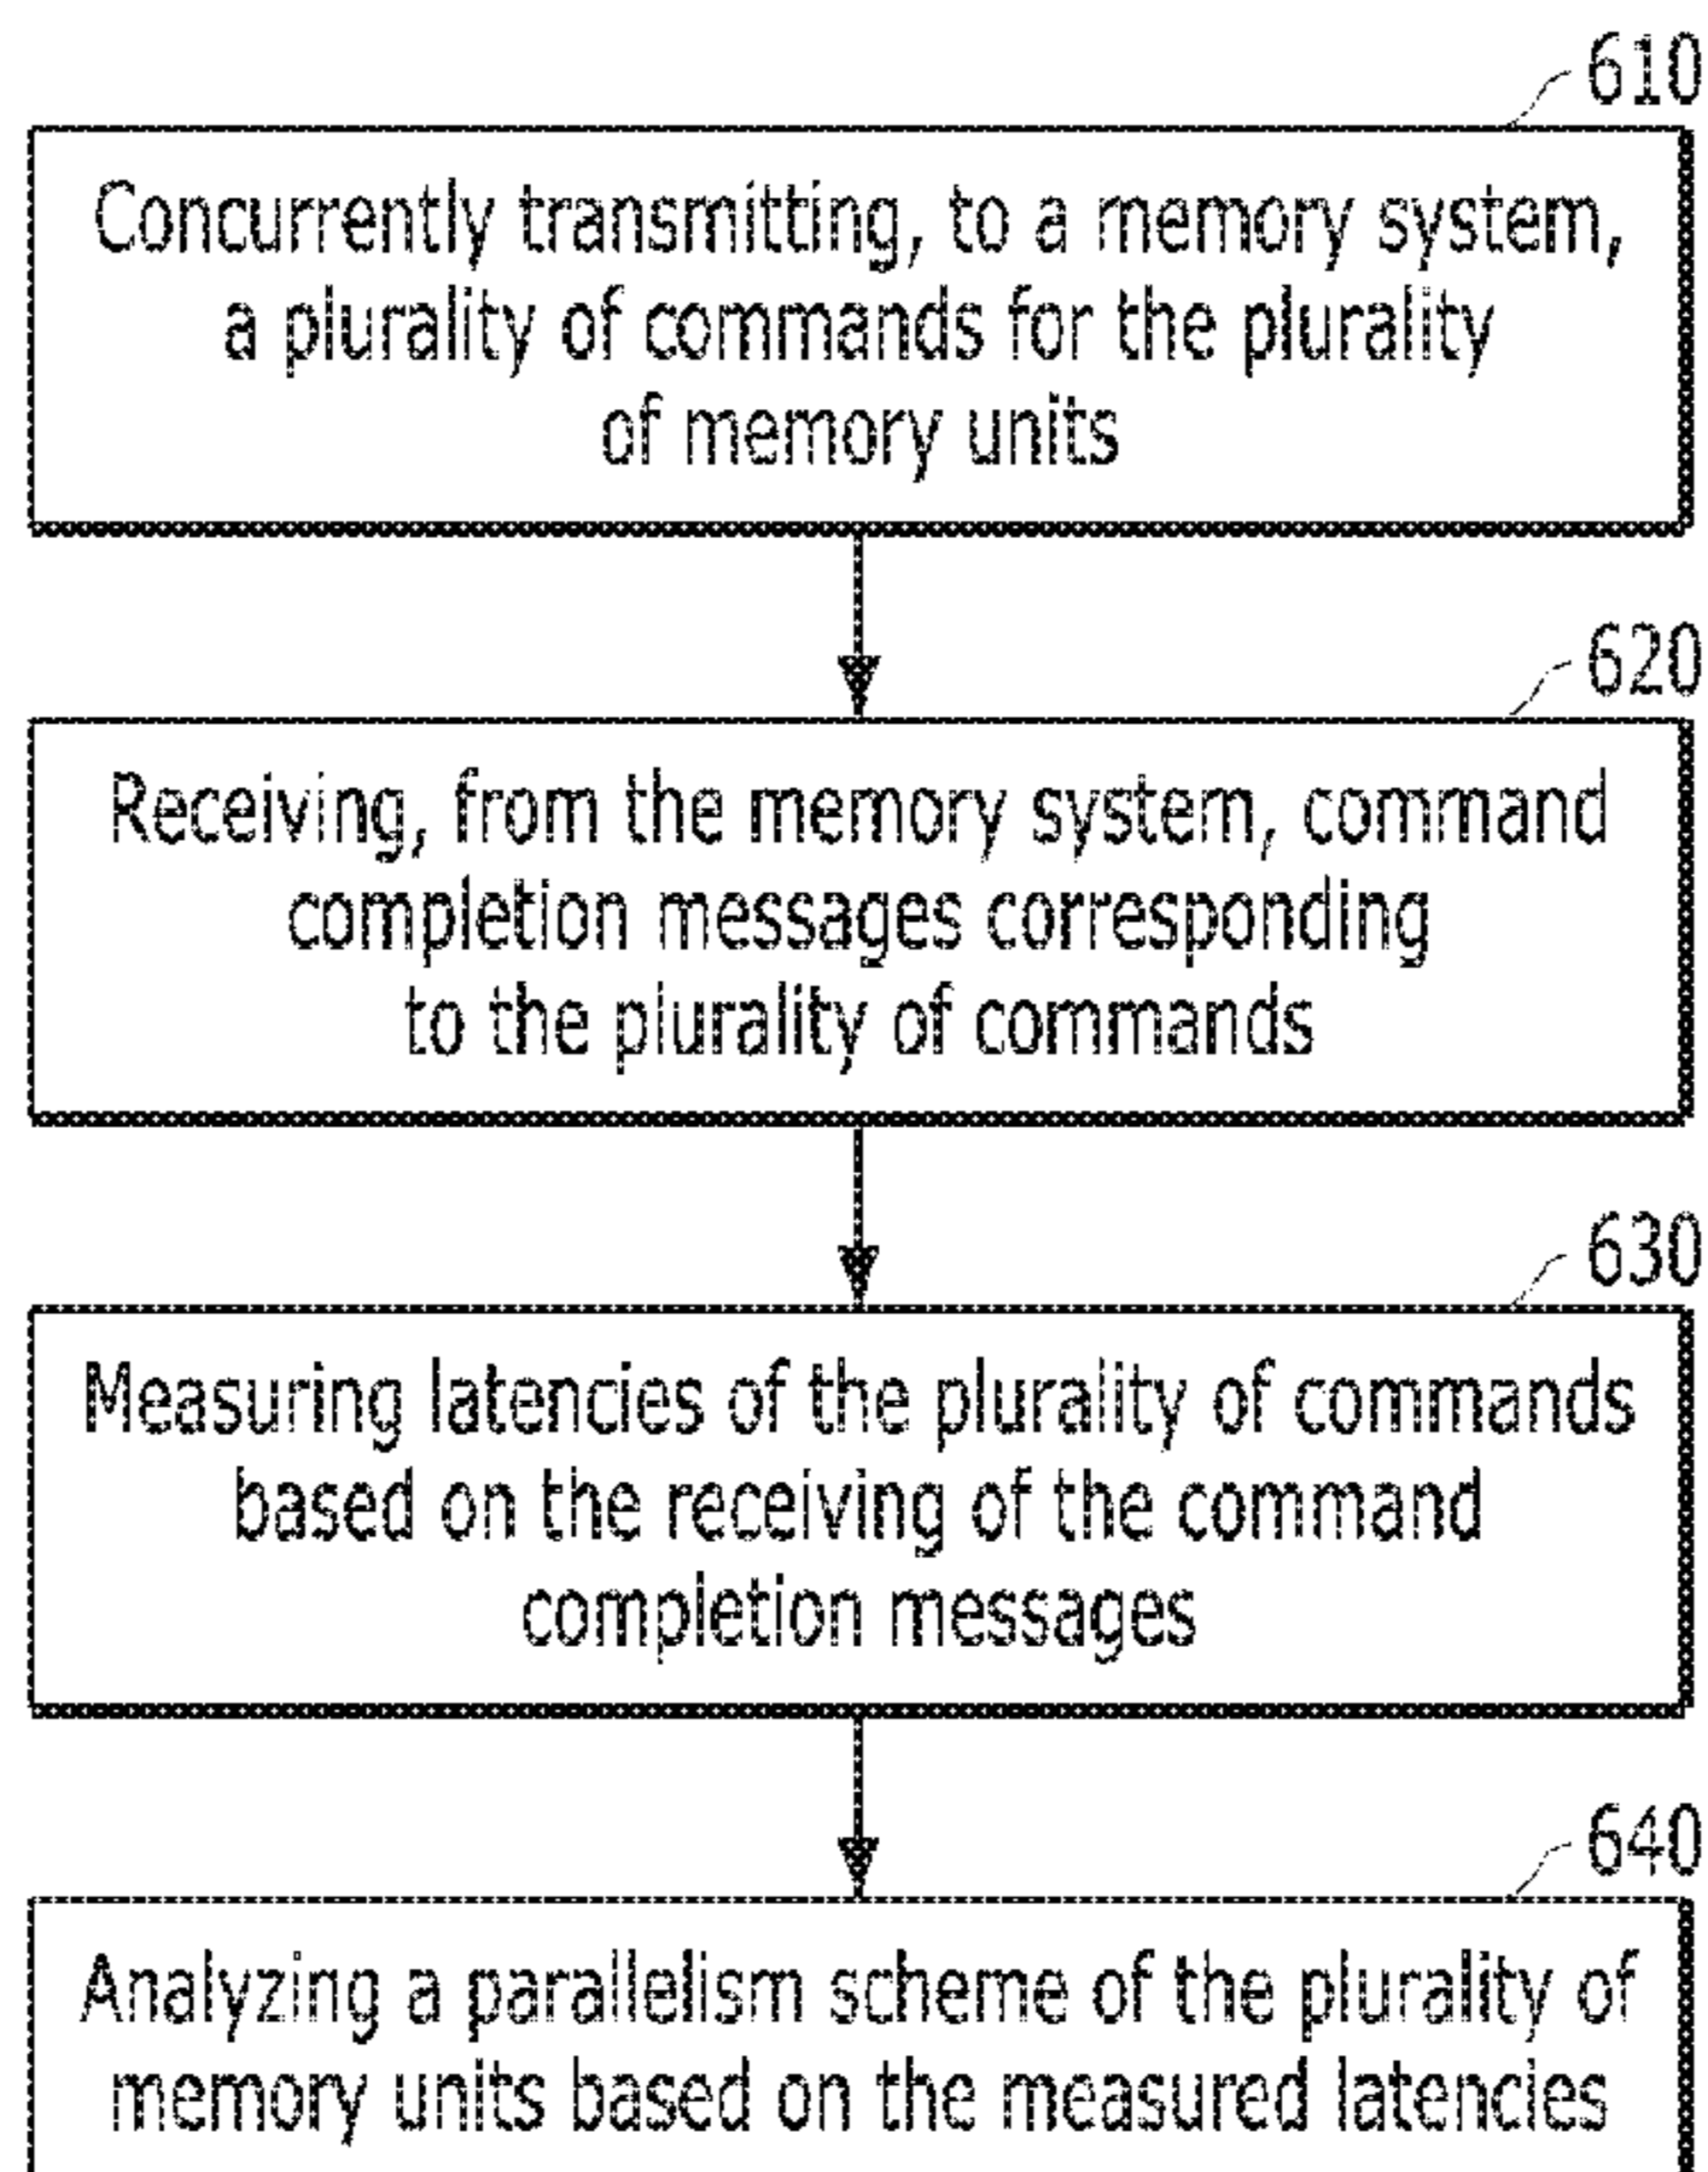 610
Concurrently transmitting, to a memory system,
a plurality of commands for the plurality
of memory units
620
Receiving, from the memory system, command
completion messages corresponding
to the plurality of commands
630
Measuring latencies of the plurality of commands
based on the receiving of the command
completion messages
640
Analyzing a parallelism scheme of the plurality of
memory units based on the measured latencies